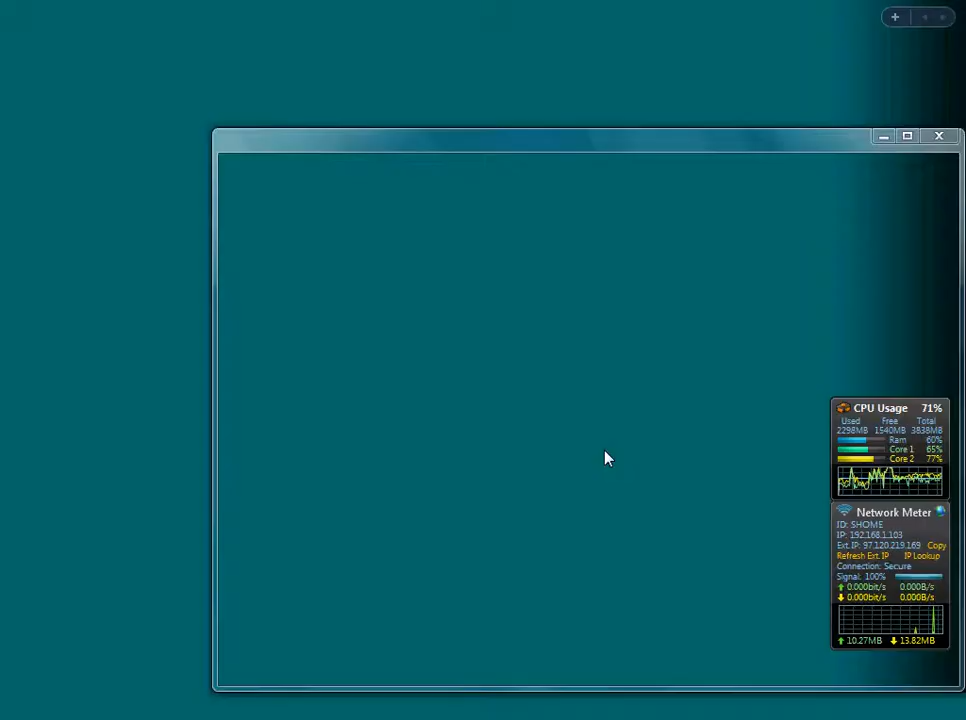 CPU Usage 71%
Used Free Total
2298MB 1540MB 3838MB
Ram 60%
Core 1 65%
Core 2 77%
Network Meter
ID: SHOME
IP: 192.168.1.103
Ext. IP: 97.120.219.169 Copy
Refresh Ext. IP IP Lookup
Connection: Secure
Signal: 100%
0.000bit/s 0.000B/s
0.000bit/s 0.000B/s
10.27MB 13.82MB